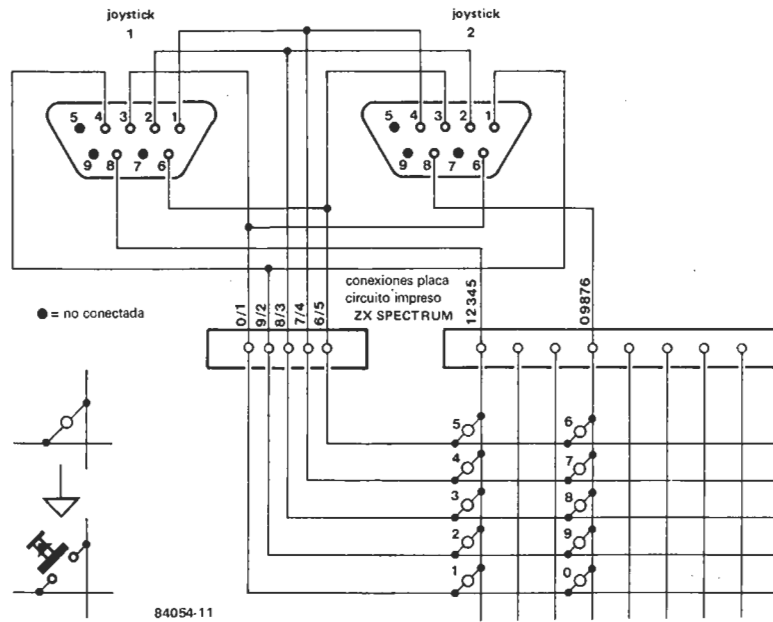 joystick
1
joystick
2
5 4 3 2 1
9 8 7 6
5 4 3 2 1
9 8 7 6
● = no conectada
0/1
9/2
8/3
7/4
6/5
conexiones placa
circuito impreso
ZX SPECTRUM
12345
09876
5 6
4 7
3 8
2 9
1 0
84054-11